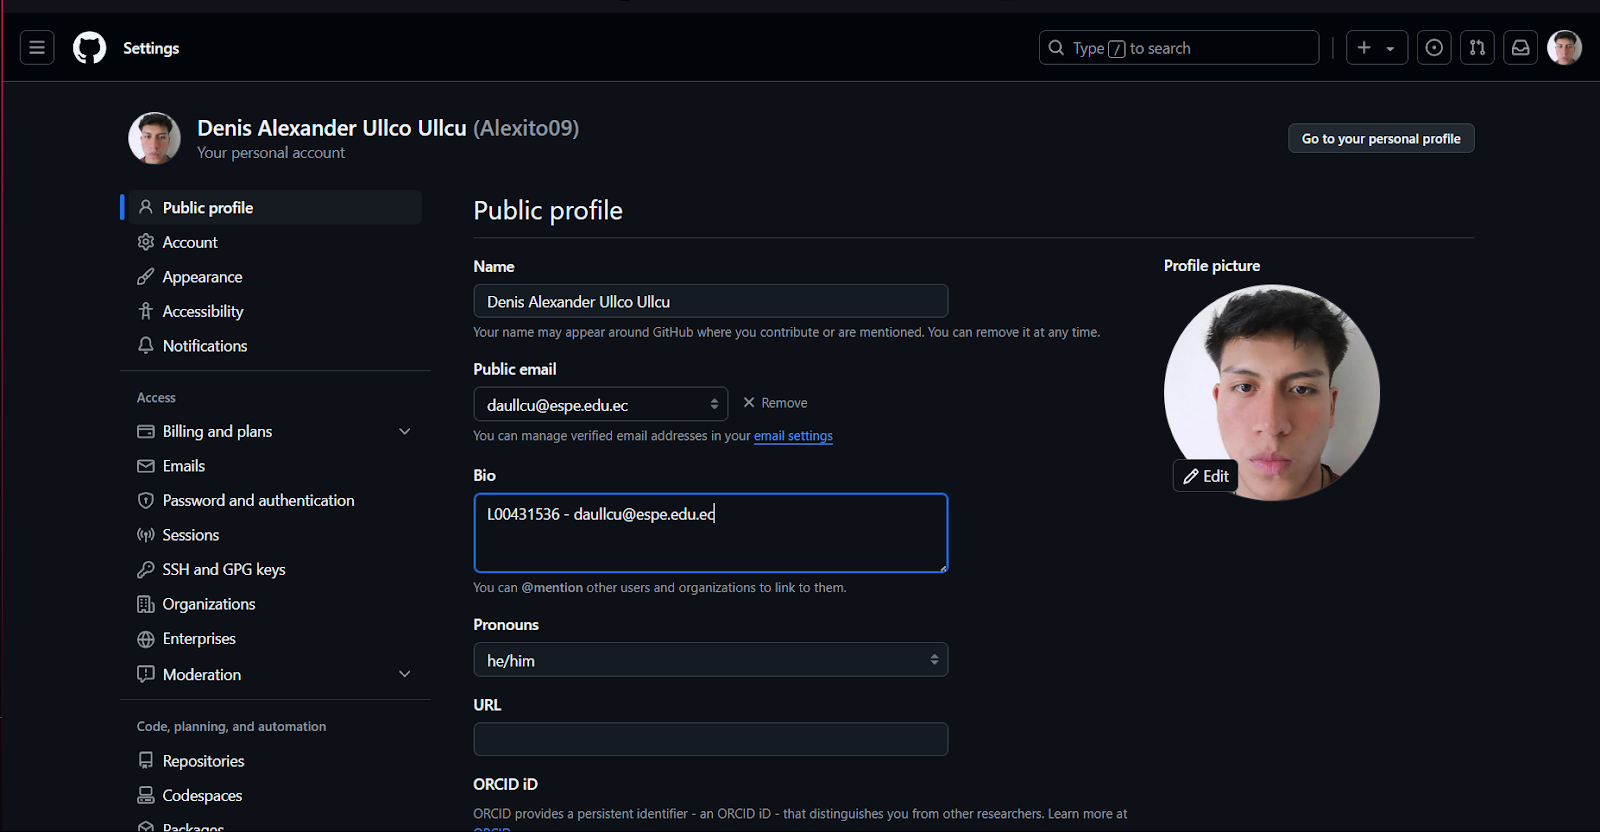 Settings
Type / to search
Denis Alexander Ullco Ullcu (Alexito09)
Your personal account
Go to your personal profile
Public profile
Account
Appearance
Accessibility
Notifications
Access
Billing and plans
Emails
Password and authentication
Sessions
SSH and GPG keys
Organizations
Enterprises
Moderation
Code, planning, and automation
Repositories
Codespaces
Packages
Public profile
Name
Denis Alexander Ullco Ullcu
Your name may appear around GitHub where you contribute or are mentioned. You can remove it at any time.
Public email
daullcu@espe.edu.ec
Remove
You can manage verified email addresses in your email settings
Bio
L00431536 - daullcu@espe.edu.ec
You can @mention other users and organizations to link to them.
Pronouns
he/him
URL
ORCID iD
ORCID provides a persistent identifier - an ORCID iD - that distinguishes you from other researchers. Learn more at
ORCID
Profile picture
Edit